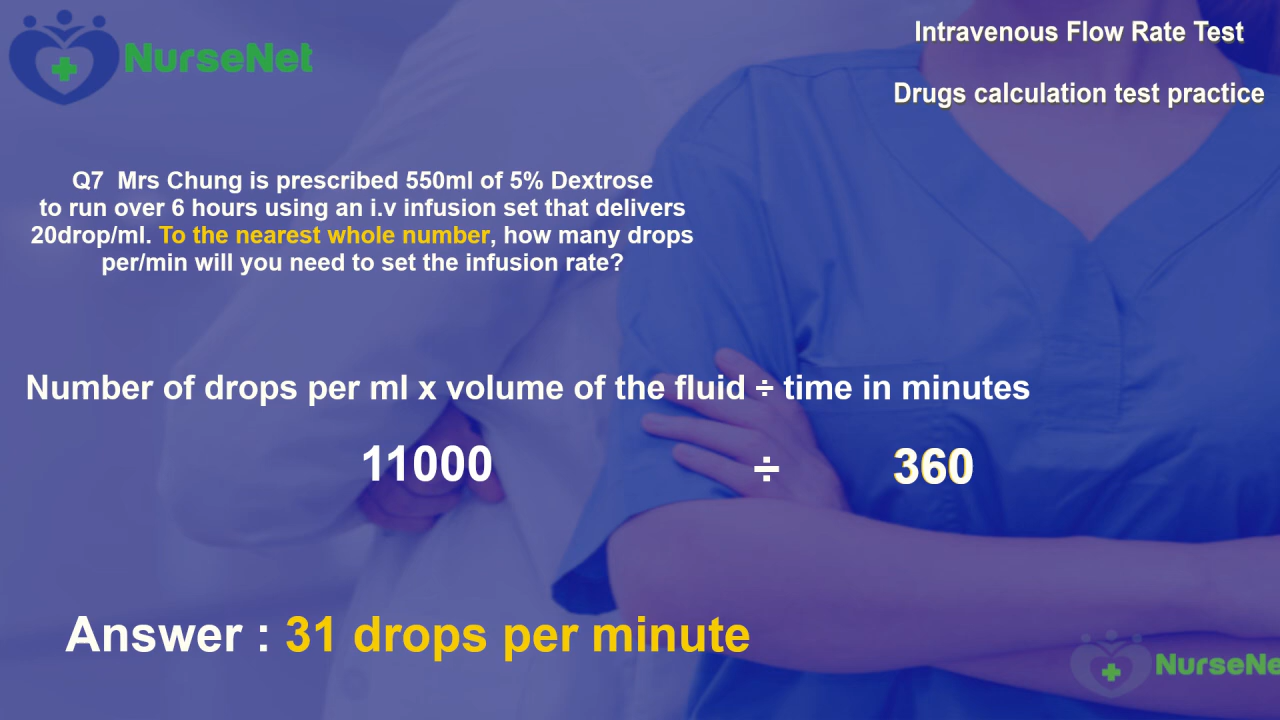 NurseNet
Intravenous Flow Rate Test
Drugs calculation test practice
Q7 Mrs Chung is prescribed 550ml of 5% Dextrose
to run over 6 hours using an i.v infusion set that delivers
20drop/ml. To the nearest whole number, how many drops
per/min will you need to set the infusion rate?
Number of drops per ml x volume of the fluid ÷ time in minutes
11000 ÷ 360
Answer : 31 drops per minute
NurseNe